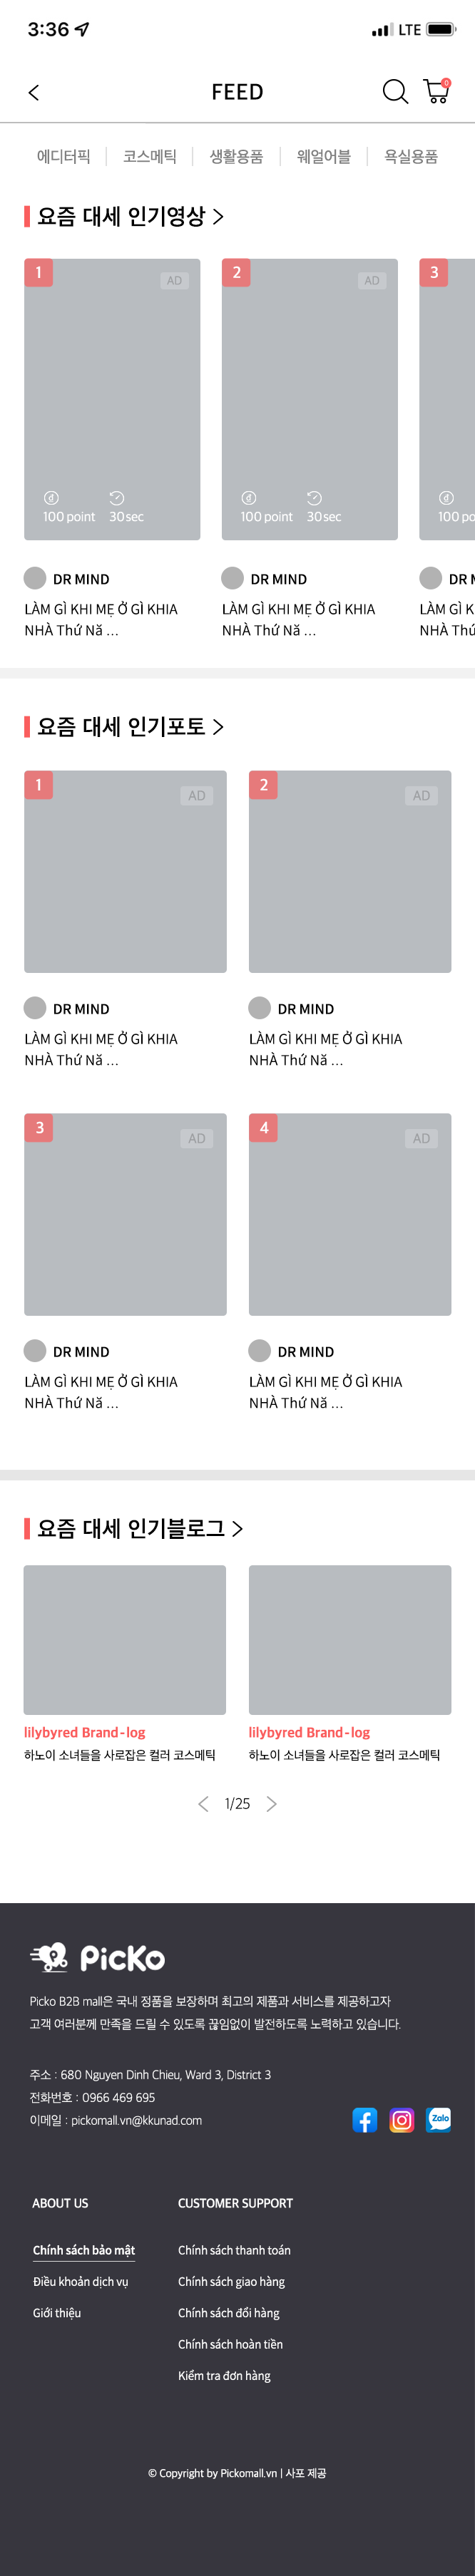 3:36 LTE
FEED 0
에디터픽 코스메틱 생활용품 웨얼어블 욕실용품
요즘 대세 인기영상
1 AD 2 AD 3
100 point 30sec 100 point 30sec 100 po
DR MIND DR MIND DR M
LÀM GÌ KHI MẸ Ở GÌ KHIA LÀM GÌ KHI MẸ Ở GÌ KHIA LÀM GÌ K
NHÀ Thứ Nă ... NHÀ Thứ Nă ... NHÀ Thứ
요즘 대세 인기포토
1 AD 2 AD
DR MIND DR MIND
LÀM GÌ KHI MẸ Ở GÌ KHIA LÀM GÌ KHI MẸ Ở GÌ KHIA
NHÀ Thứ Nă ... NHÀ Thứ Nă ...
3 AD 4 AD
DR MIND DR MIND
LÀM GÌ KHI MẸ Ở GÌ KHIA LÀM GÌ KHI MẸ Ở GÌ KHIA
NHÀ Thứ Nă ... NHÀ Thứ Nă ...
요즘 대세 인기블로그
lilybyred Brand-log lilybyred Brand-log
하노이 소녀들을 사로잡은 컬러 코스메틱 하노이 소녀들을 사로잡은 컬러 코스메틱
1/25
PicKo
Picko B2B mall은 국내 정품을 보장하며 최고의 제품과 서비스를 제공하고자
고객 여러분께 만족을 드릴 수 있도록 끊임없이 발전하도록 노력하고 있습니다.
주소 : 680 Nguyen Dinh Chieu, Ward 3, District 3
전화번호 : 0966 469 695
이메일 : pickomall.vn@kkunad.com
Zalo
ABOUT US CUSTOMER SUPPORT
Chính sách bảo mật Chính sách thanh toán
Điều khoản dịch vụ Chính sách giao hàng
Giới thiệu Chính sách đổi hàng
Chính sách hoàn tiền
Kiểm tra đơn hàng
© Copyright by Pickomall.vn | 사포 제공